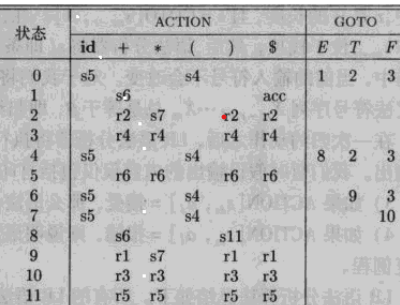 状态 ACTION GOTO
id + * ( ) $ E T F
0 s5 s4 1 2 3
1 s6 acc
2 r2 s7 r2 r2
3 r4 r4 r4 r4
4 s5 s4 8 2 3
5 r6 r6 r6 r6
6 s5 s4 9 3
7 s5 s4 10
8 s6 s11
9 r1 s7 r1 r1
10 r3 r3 r3 r3
11 r5 r5 r5 r5